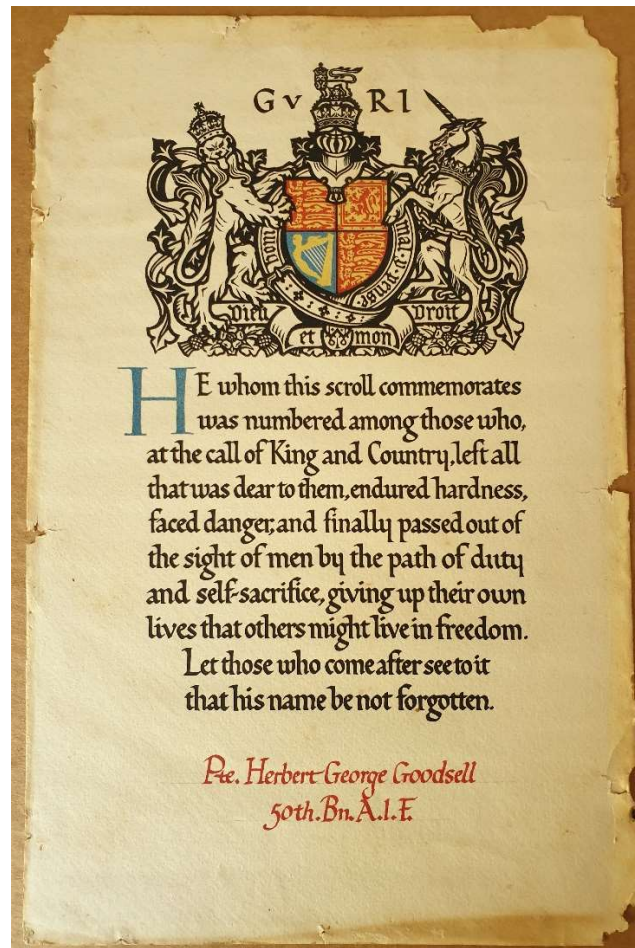 G V R I
Honi soit mal y pense
Dieu Droit
et mon
HE whom this scroll commemorates
was numbered among those who,
at the call of King and Country, left all
that was dear to them, endured hardness,
faced danger, and finally passed out of
the sight of men by the path of duty
and self-sacrifice, giving up their own
lives that others might live in freedom.
Let those who come after see to it
that his name be not forgotten.
Pte. Herbert George Goodsell
50th. Bn. A.I.F.